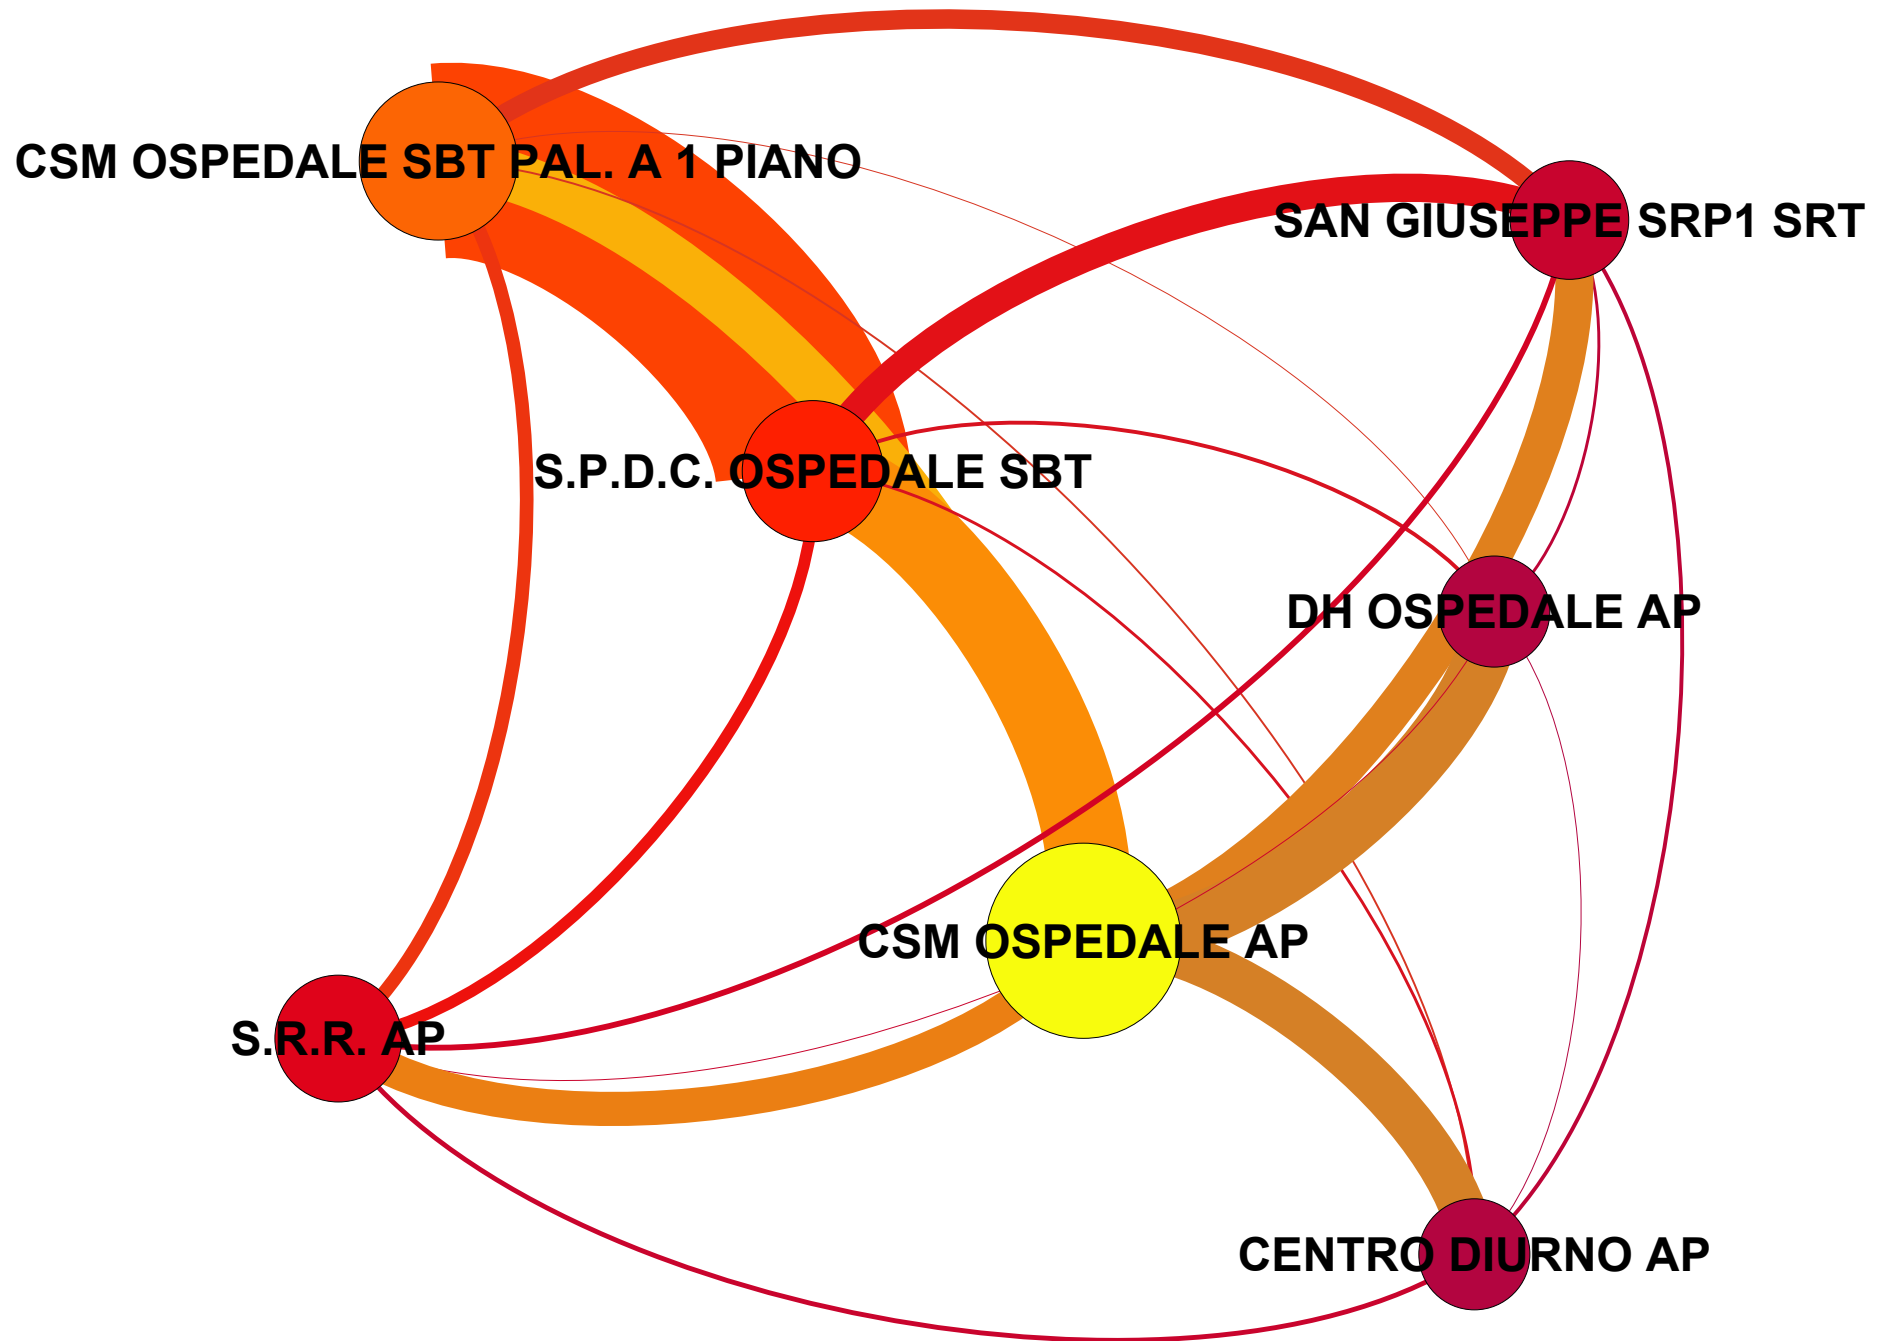 CSM OSPEDALE SBT PAL. A 1 PIANO
SAN GIUSEPPE SRP1 SRT
S.P.D.C. OSPEDALE SBT
DH OSPEDALE AP
CSM OSPEDALE AP
S.R.R. AP
CENTRO DIURNO AP